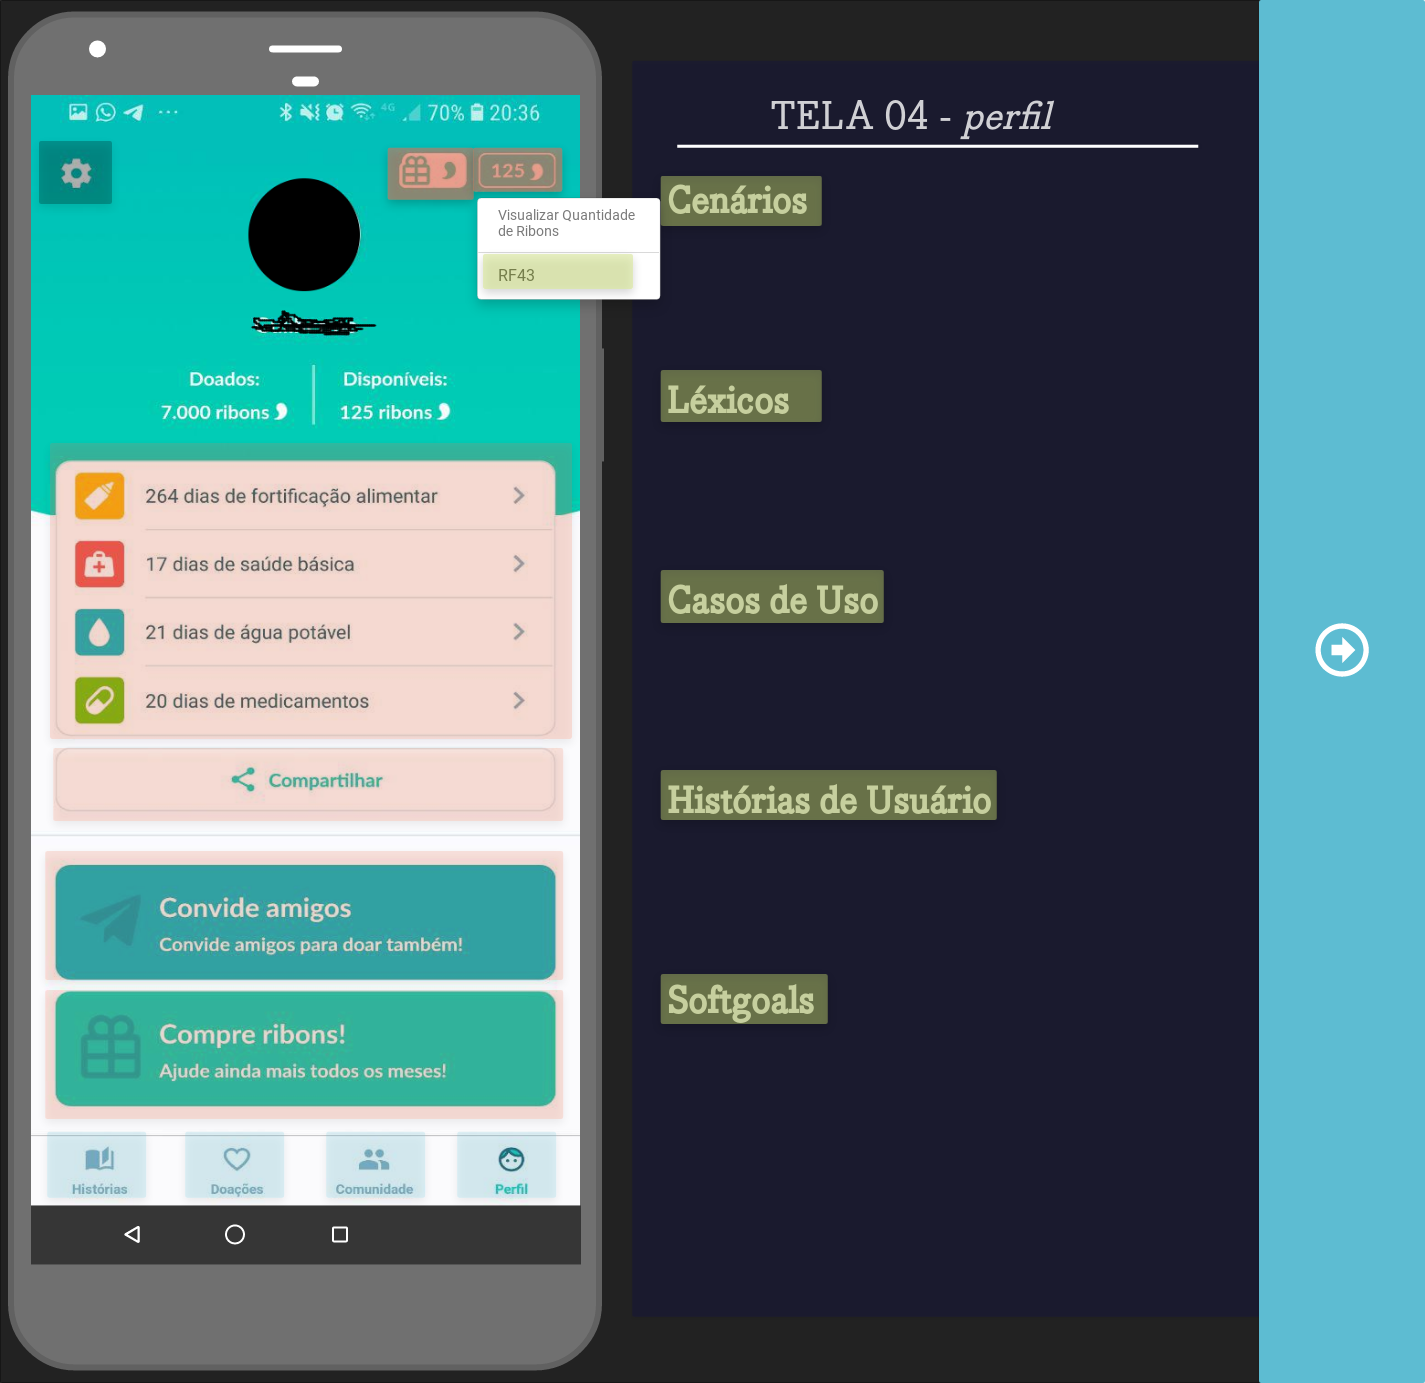 4G 70% 20:36
125
Visualizar Quantidade
de Ribons
RF43
Doados:
7.000 ribons
Disponíveis:
125 ribons
264 dias de fortificação alimentar
17 dias de saúde básica
21 dias de água potável
20 dias de medicamentos
Compartilhar
Convide amigos
Convide amigos para doar também!
Compre ribons!
Ajude ainda mais todos os meses!
Histórias
Doações
Comunidade
Perfil
TELA 04 - perfil
Cenários
Léxicos
Casos de Uso
Histórias de Usuário
Softgoals